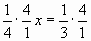 1/4 · 4/1 x = 1/3 · 4/1